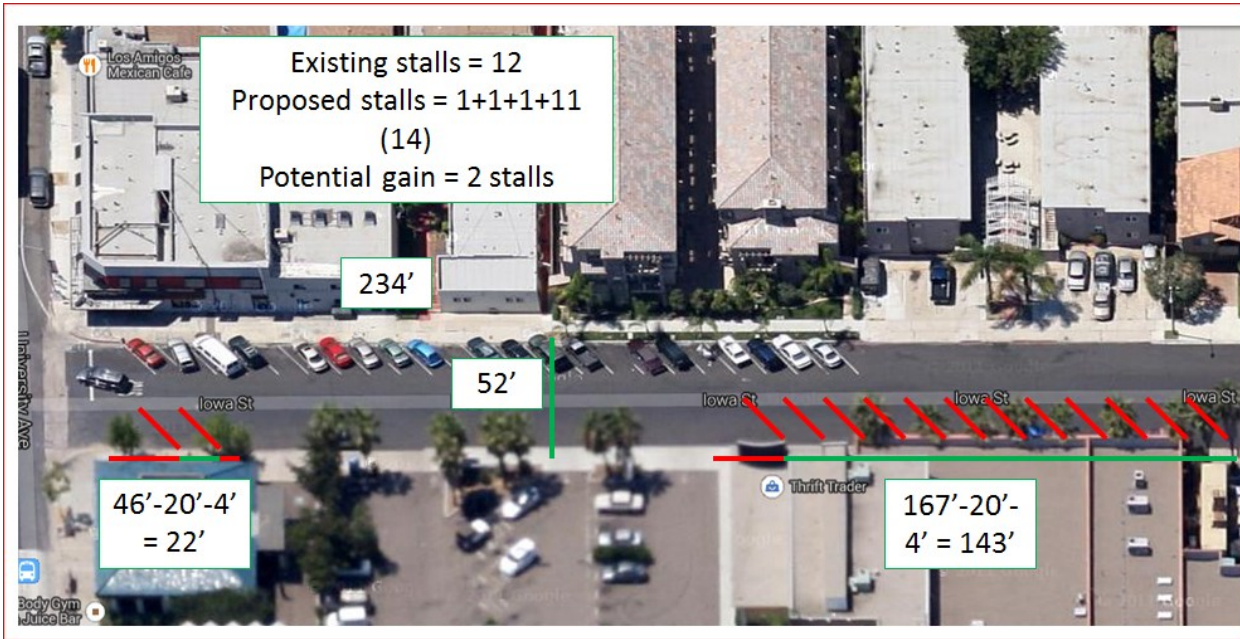 Los Amigos
Mexican Cafe
Existing stalls = 12
Proposed stalls = 1+1+1+11
(14)
Potential gain = 2 stalls
234’
52’
Iowa St
Iowa St
Iowa St
Iowa St
University Ave
46’-20’-4’
= 22’
Thrift Trader
167’-20’-
4’ = 143’
Body Gym
Juice Bar